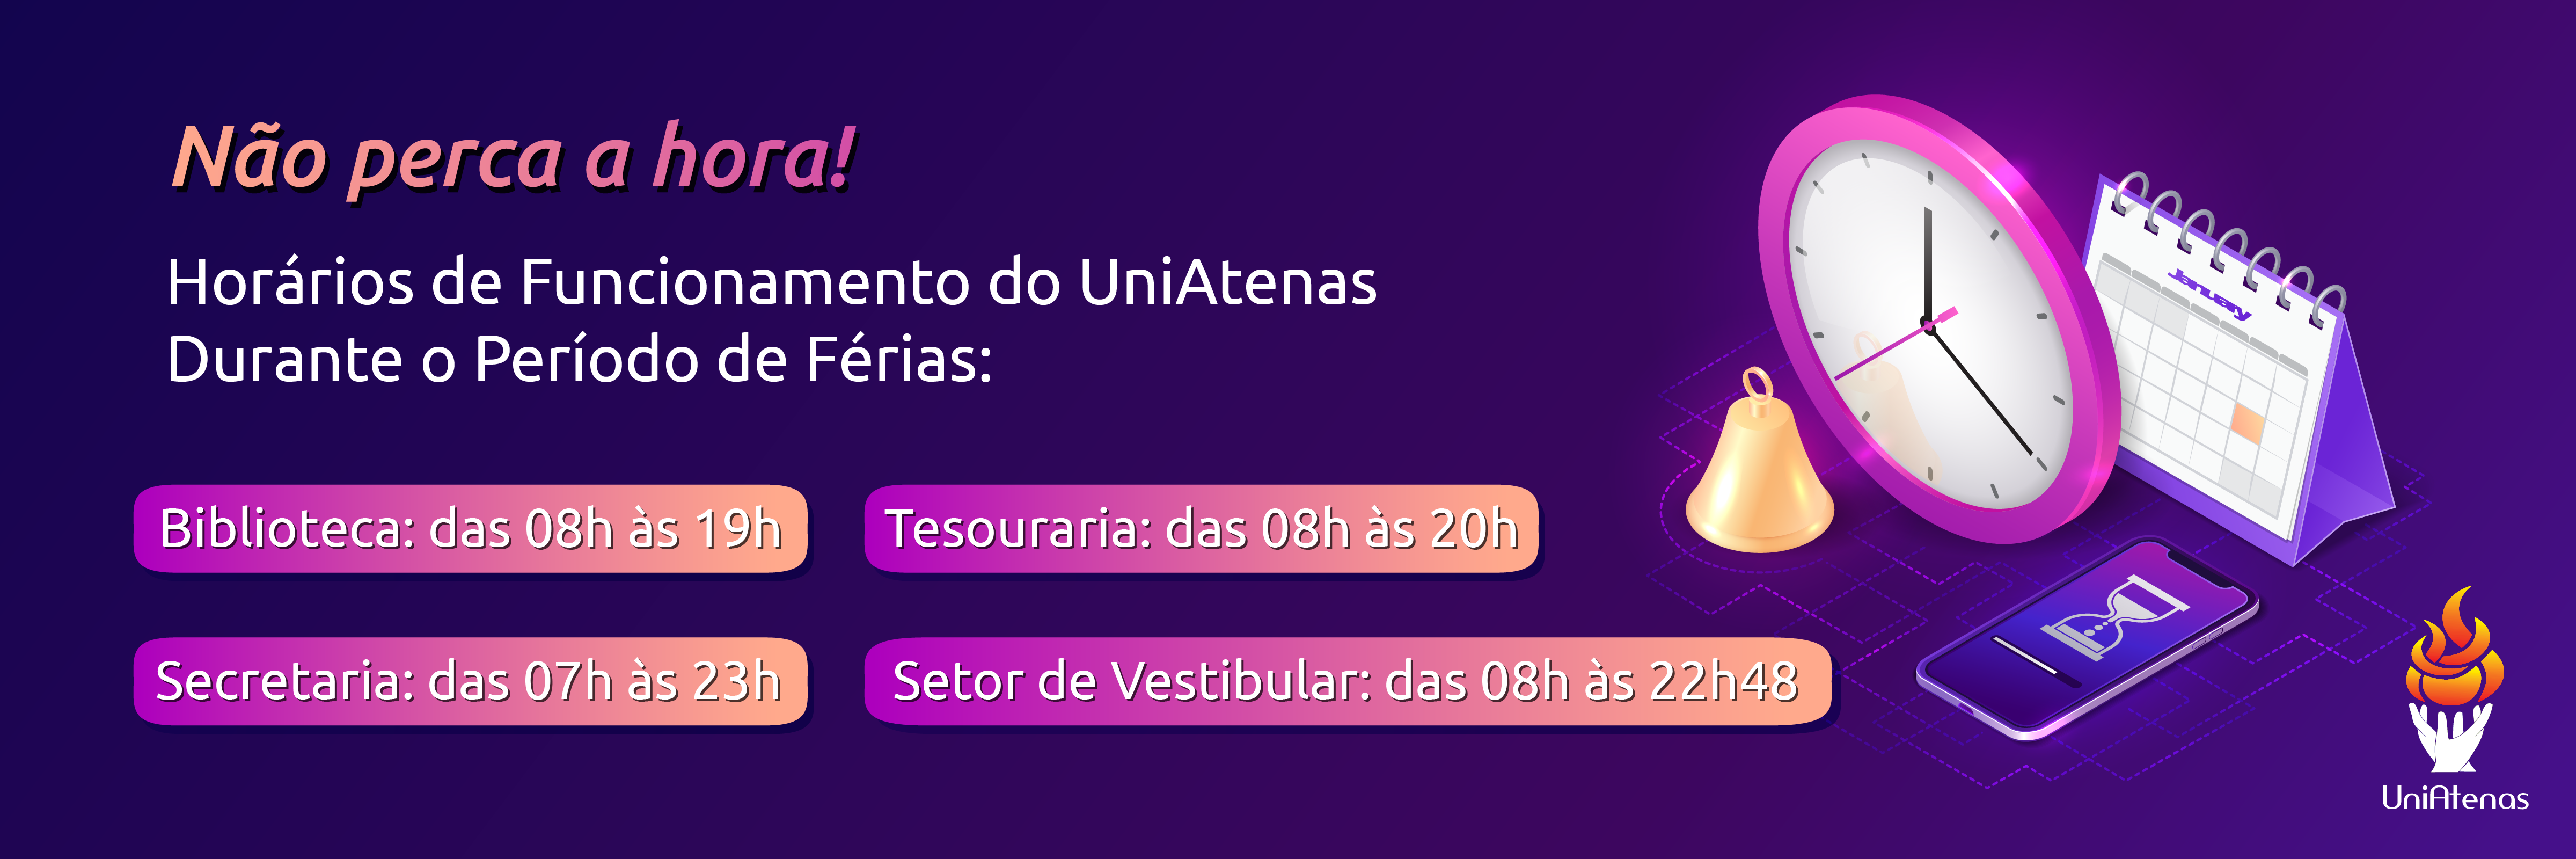 Não perca a hora!
Horários de Funcionamento do UniAtenas
Durante o Período de Férias:
Biblioteca: das 08h às 19h
Tesouraria: das 08h às 20h
Secretaria: das 07h às 23h
Setor de Vestibular: das 08h às 22h48
January
UniAtenas